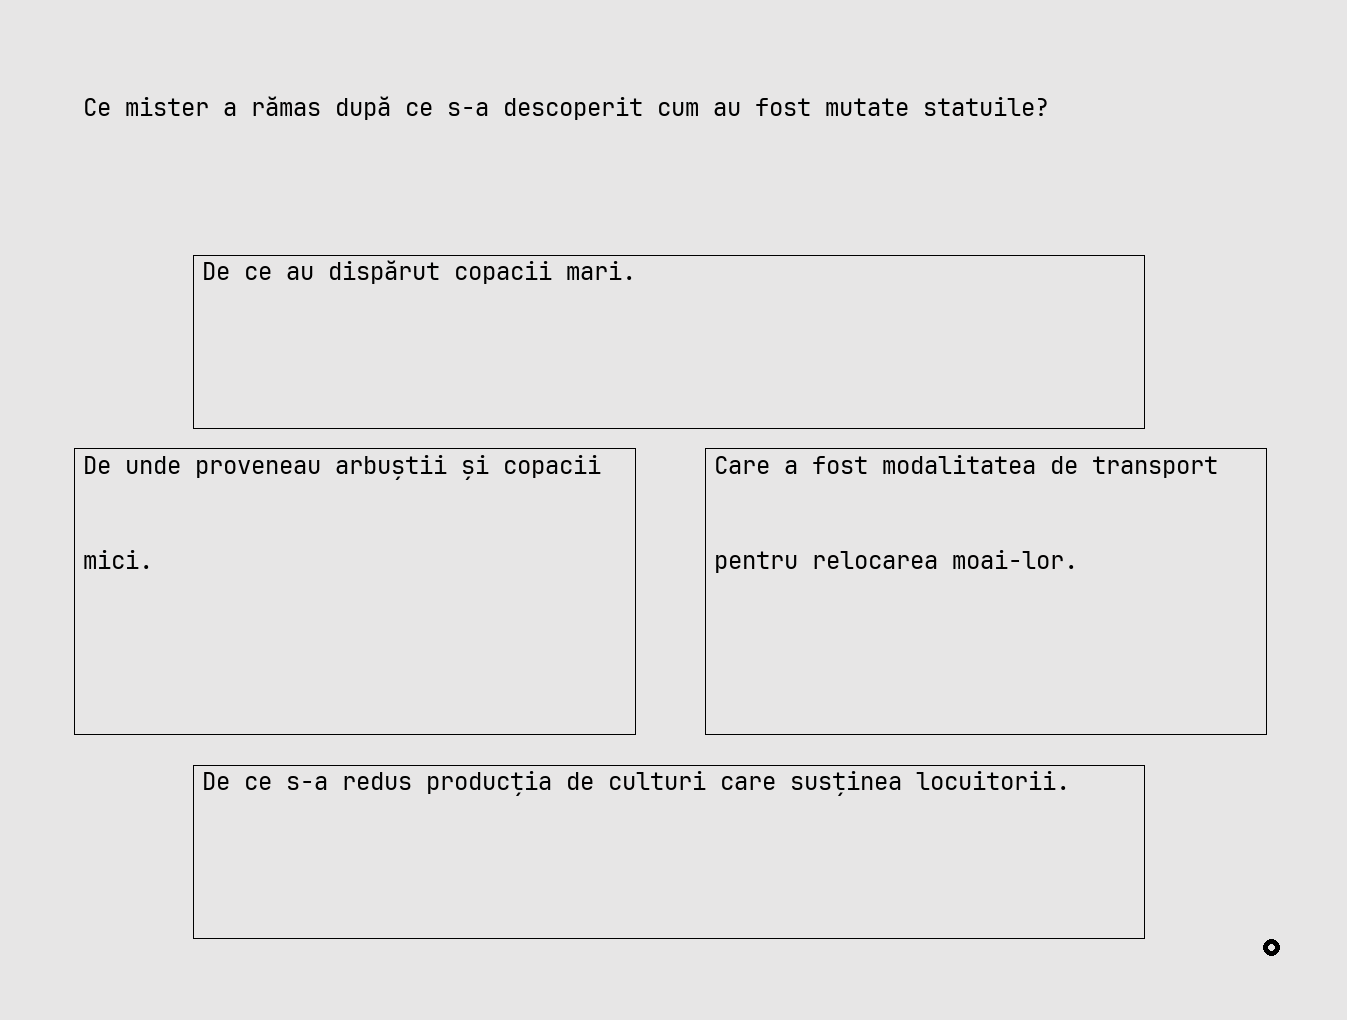 Ce mister a rămas după ce s-a descoperit cum au fost mutate statuile?
De ce au dispărut copacii mari.
De unde proveneau arbuștii și copacii
mici.
Care a fost modalitatea de transport
pentru relocarea moai-lor.
De ce s-a redus producția de culturi care susținea locuitorii.